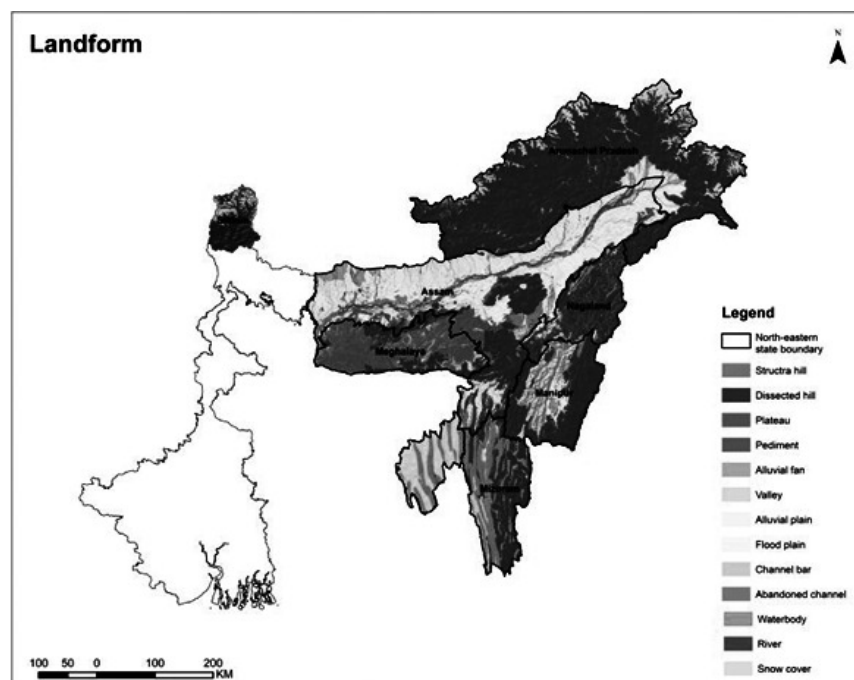 Landform
N
Arunachal Pradesh
Assam
Nagaland
Meghalaya
Manipur
Mizoram
Legend
North-eastern
state boundary
Structra hill
Dissected hill
Plateau
Pediment
Alluvial fan
Valley
Alluvial plain
Flood plain
Channel bar
Abandoned channel
Waterbody
River
Snow cover
100 50 0 100 200
KM